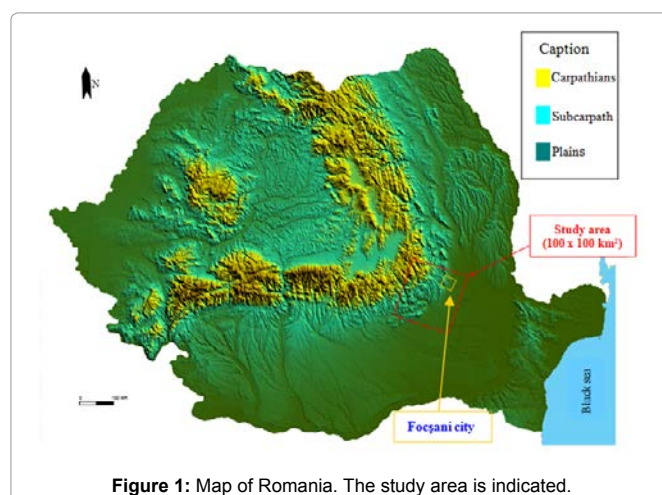 Caption
Carpathians
Subcarpath
Plains
Study area
(100 x 100 km²)
Focşani city
Black sea
0
Figure 1: Map of Romania. The study area is indicated.